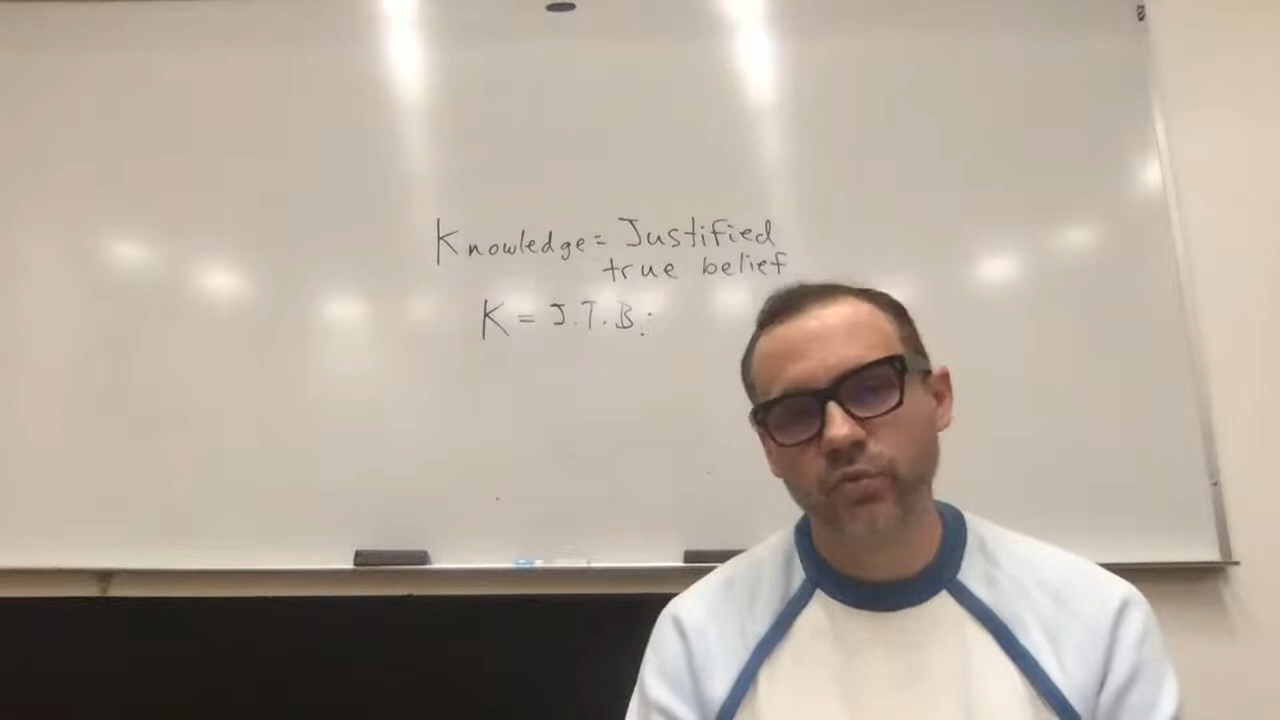 Knowledge = Justified
true belief
K = J.T.B.: